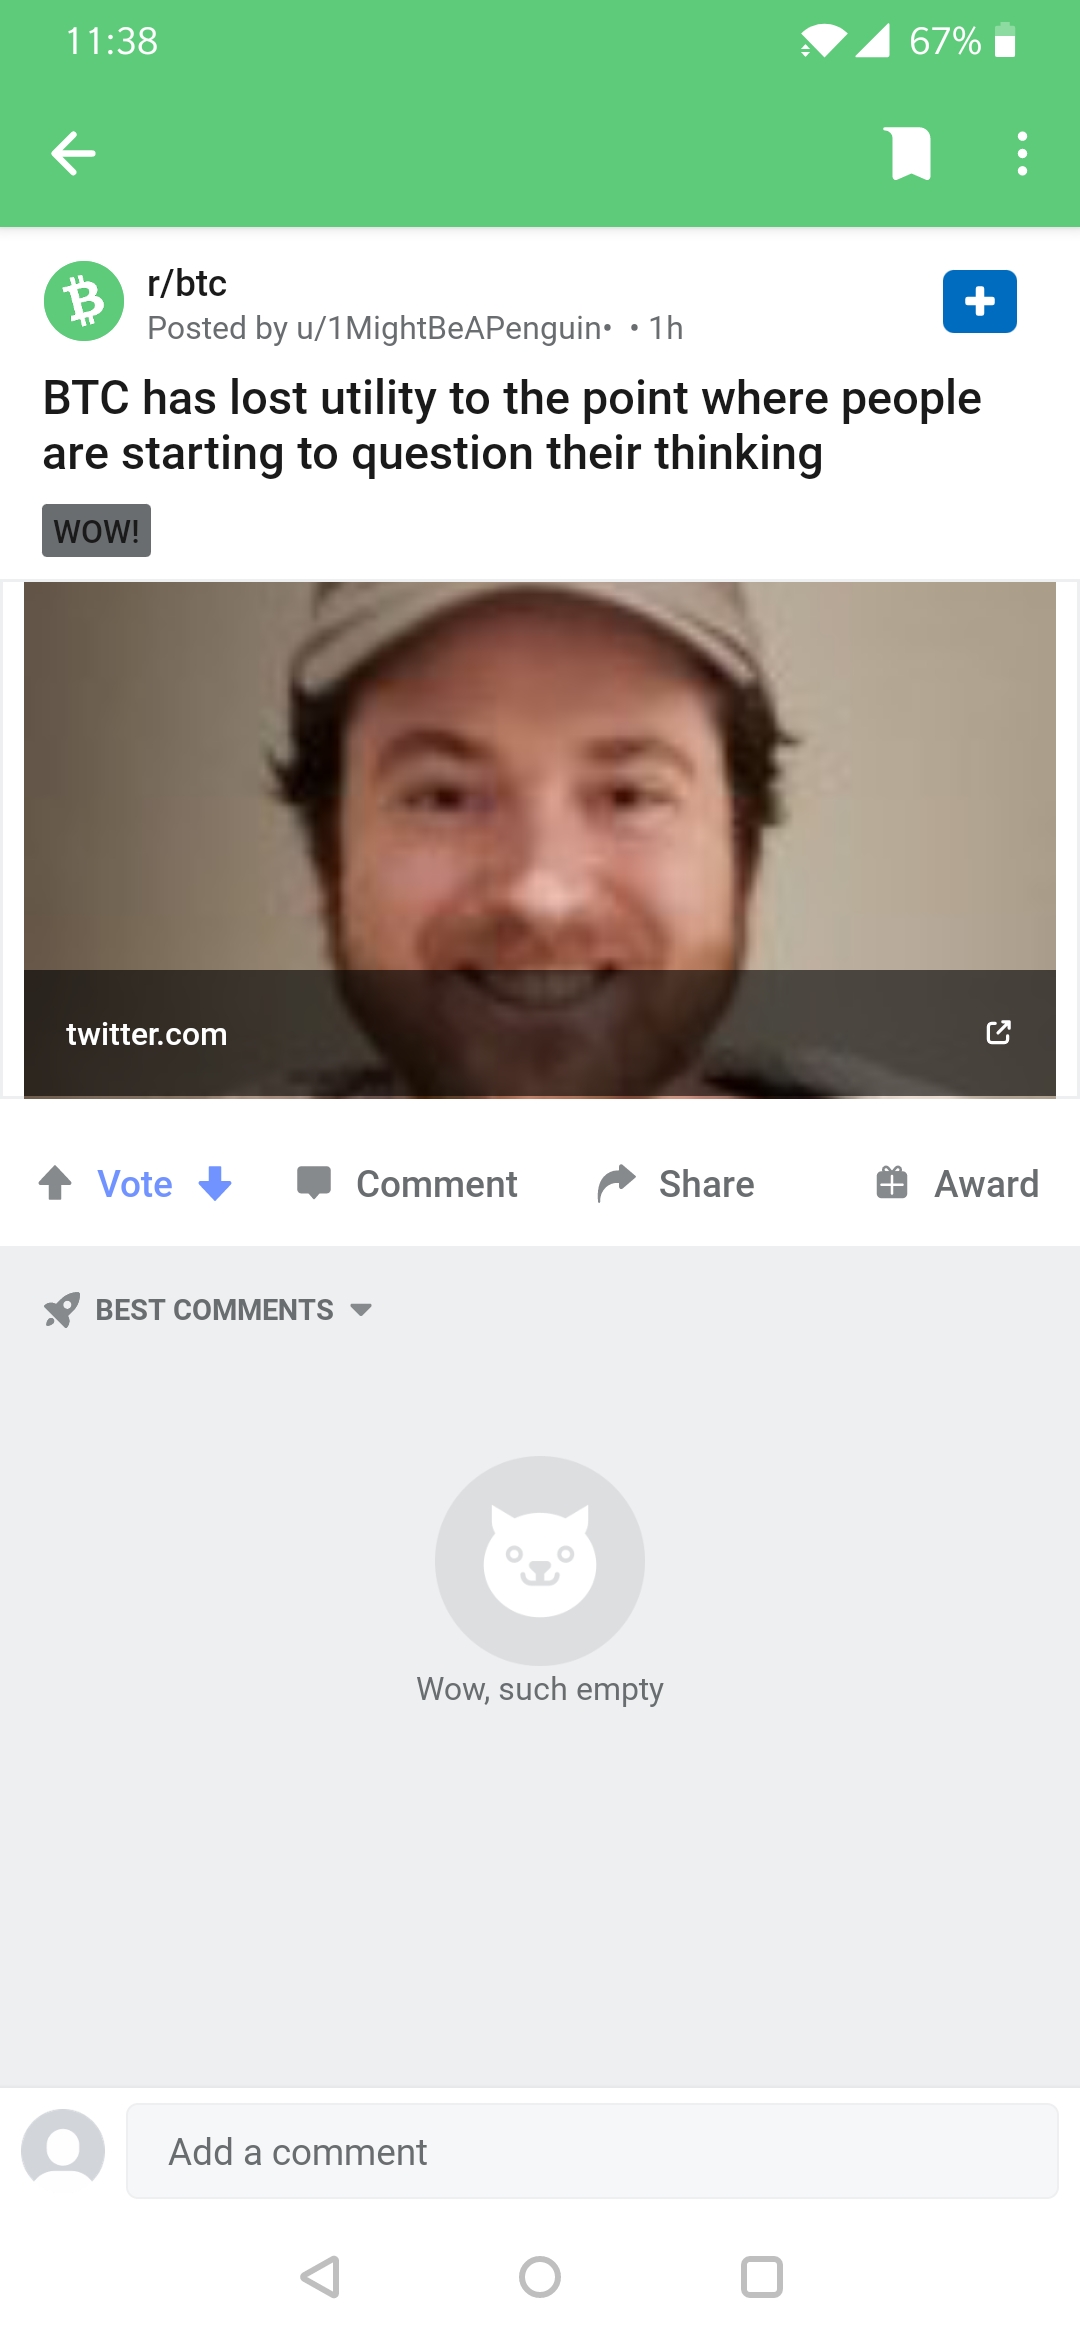 11:38
67%
r/btc
Posted by u/1MightBeAPenguin• • 1h
BTC has lost utility to the point where people
are starting to question their thinking
WOW!
twitter.com
Vote
Comment
Share
Award
BEST COMMENTS
Wow, such empty
Add a comment